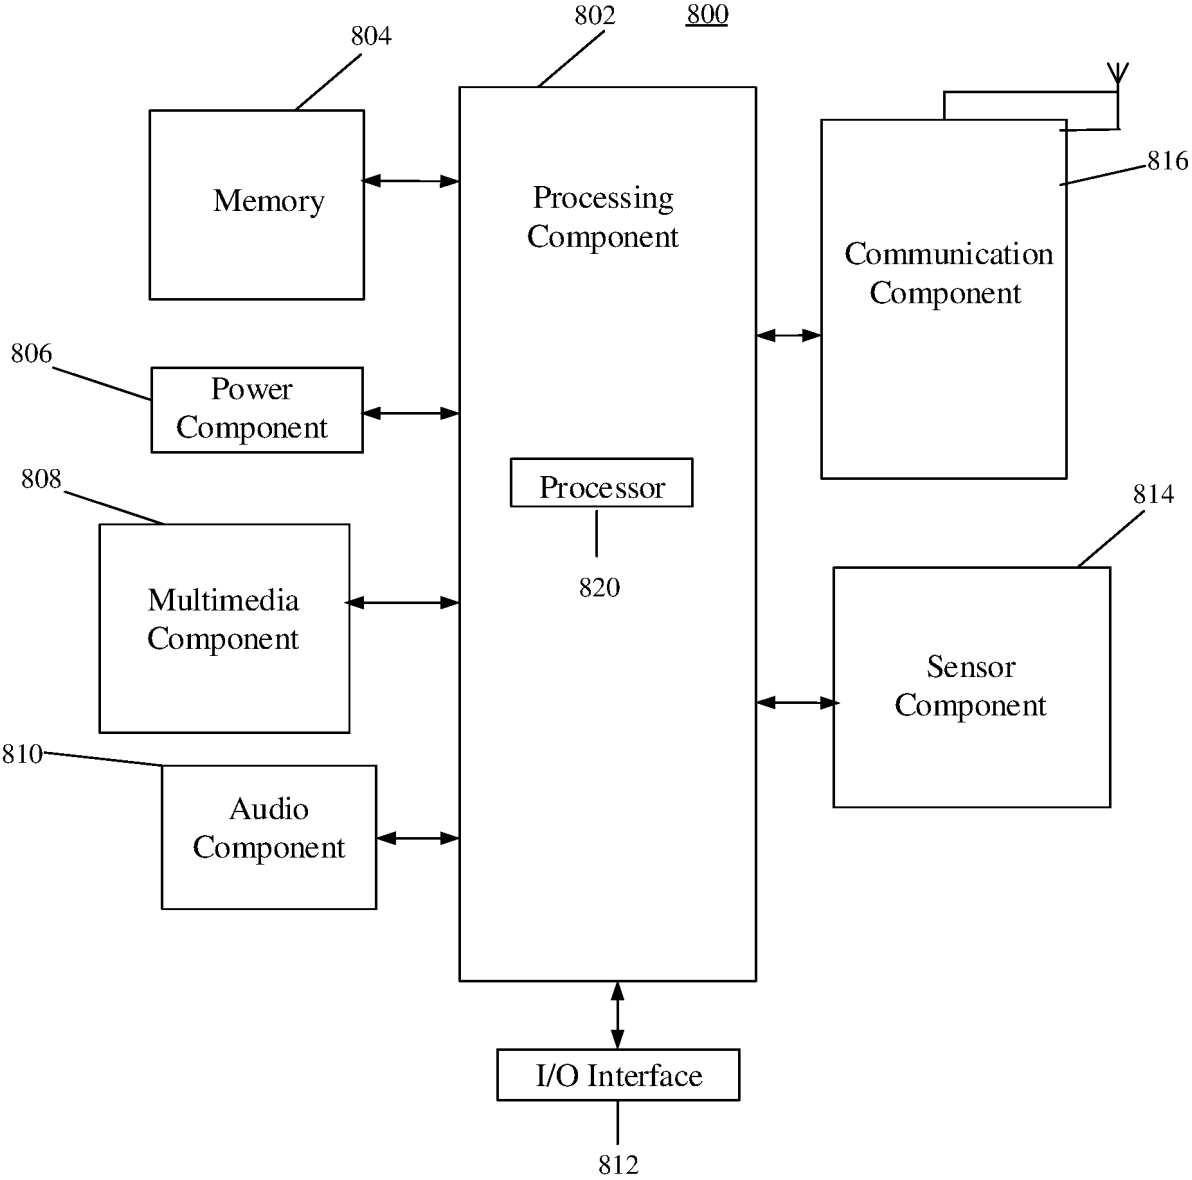 802
800
804
Memory
Processing
Component
816
Communication
Component
806
Power
Component
808
Processor
820
814
Multimedia
Component
Sensor
Component
810
Audio
Component
I/O Interface
812